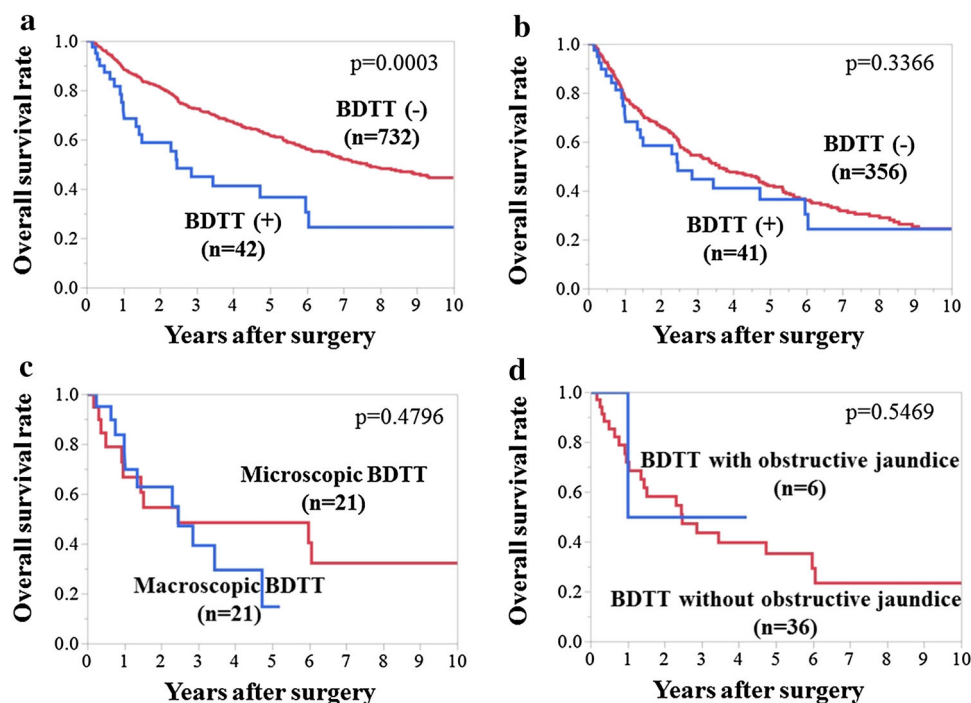 a
Overall survival rate
1.0
0.8
0.6
0.4
0.2
0.0
p=0.0003
BDTT (-)
(n=732)
BDTT (+)
(n=42)
0 1 2 3 4 5 6 7 8 9 10
Years after surgery
b
Overall survival rate
1.0
0.8
0.6
0.4
0.2
0.0
p=0.3366
BDTT (-)
(n=356)
BDTT (+)
(n=41)
0 1 2 3 4 5 6 7 8 9 10
Years after surgery
c
Overall survival rate
1.0
0.8
0.6
0.4
0.2
0.0
p=0.4796
Microscopic BDTT
(n=21)
Macroscopic BDTT
(n=21)
0 1 2 3 4 5 6 7 8 9 10
Years after surgery
d
Overall survival rate
1.0
0.8
0.6
0.4
0.2
0.0
p=0.5469
BDTT with obstructive jaundice
(n=6)
BDTT without obstructive jaundice
(n=36)
0 1 2 3 4 5 6 7 8 9 10
Years after surgery